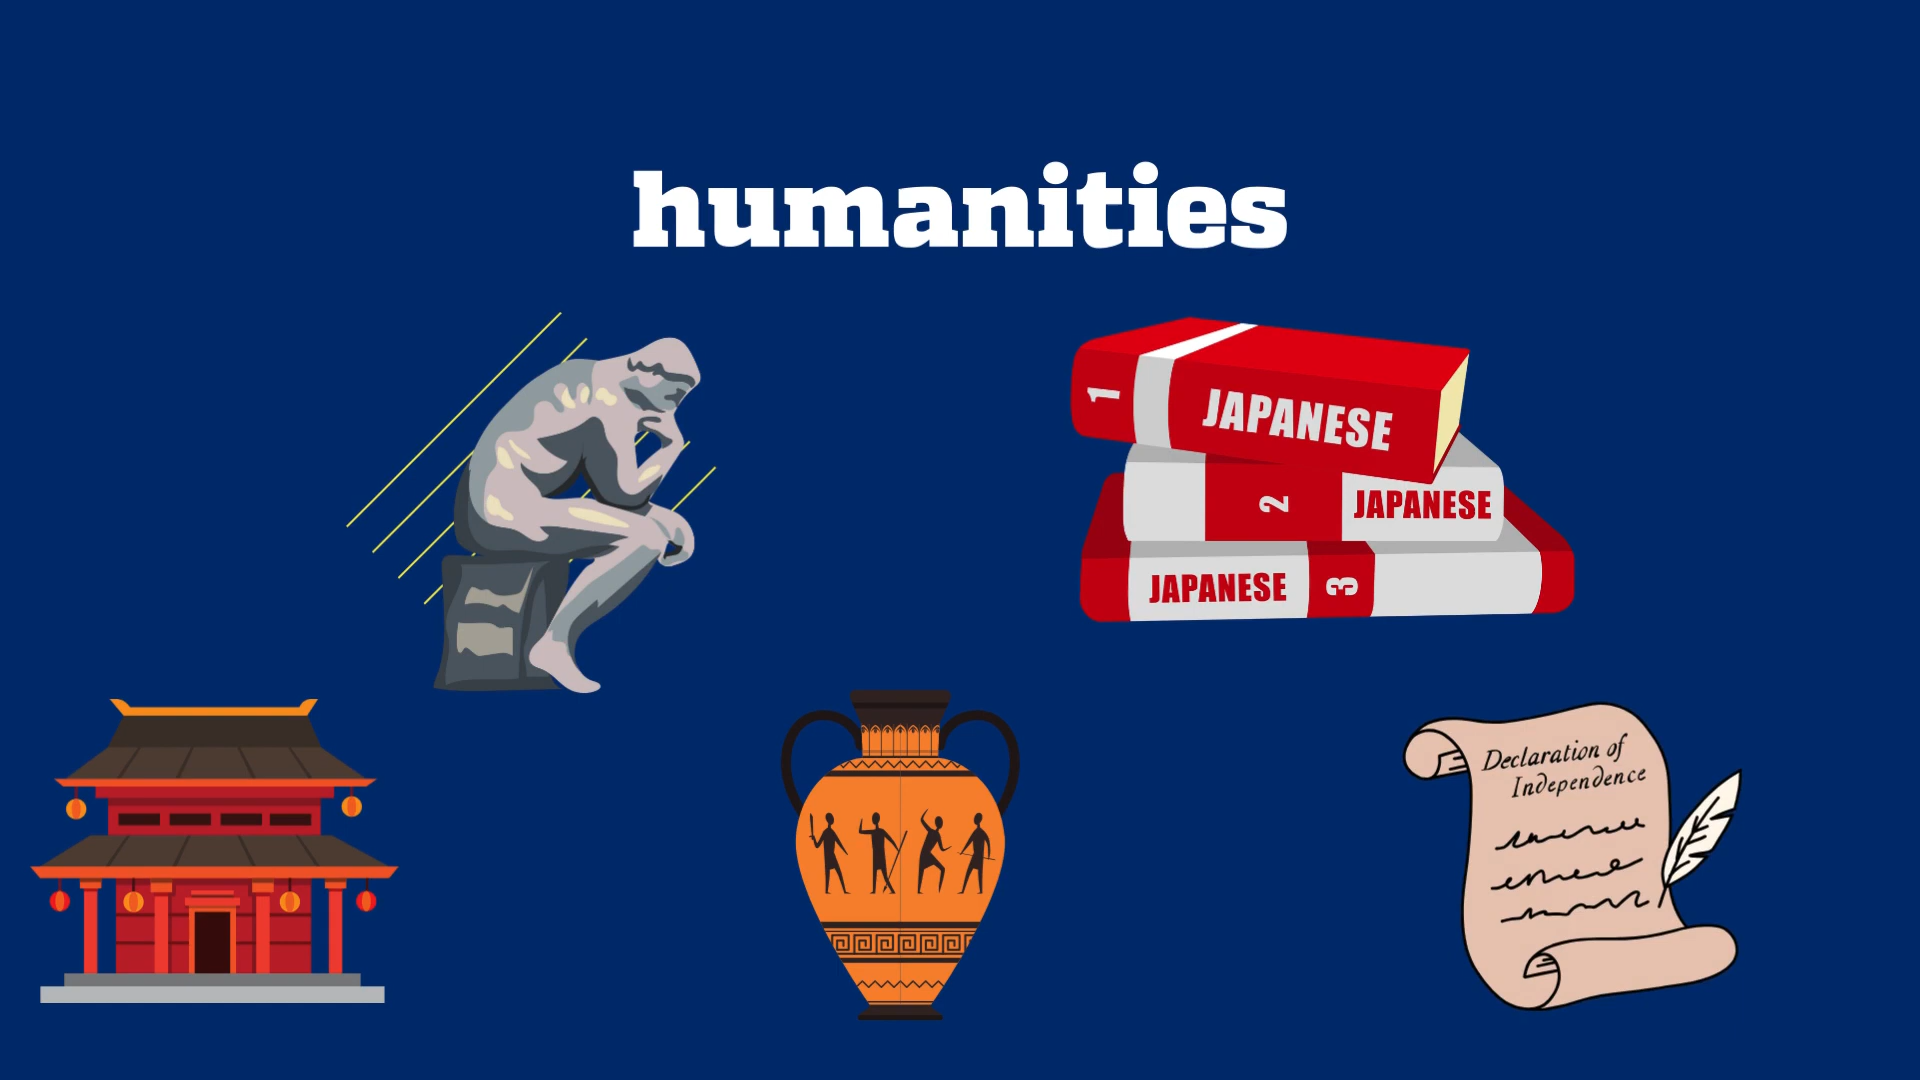 humanities
1
JAPANESE
2
JAPANESE
JAPANESE
3
Declaration of
Independence